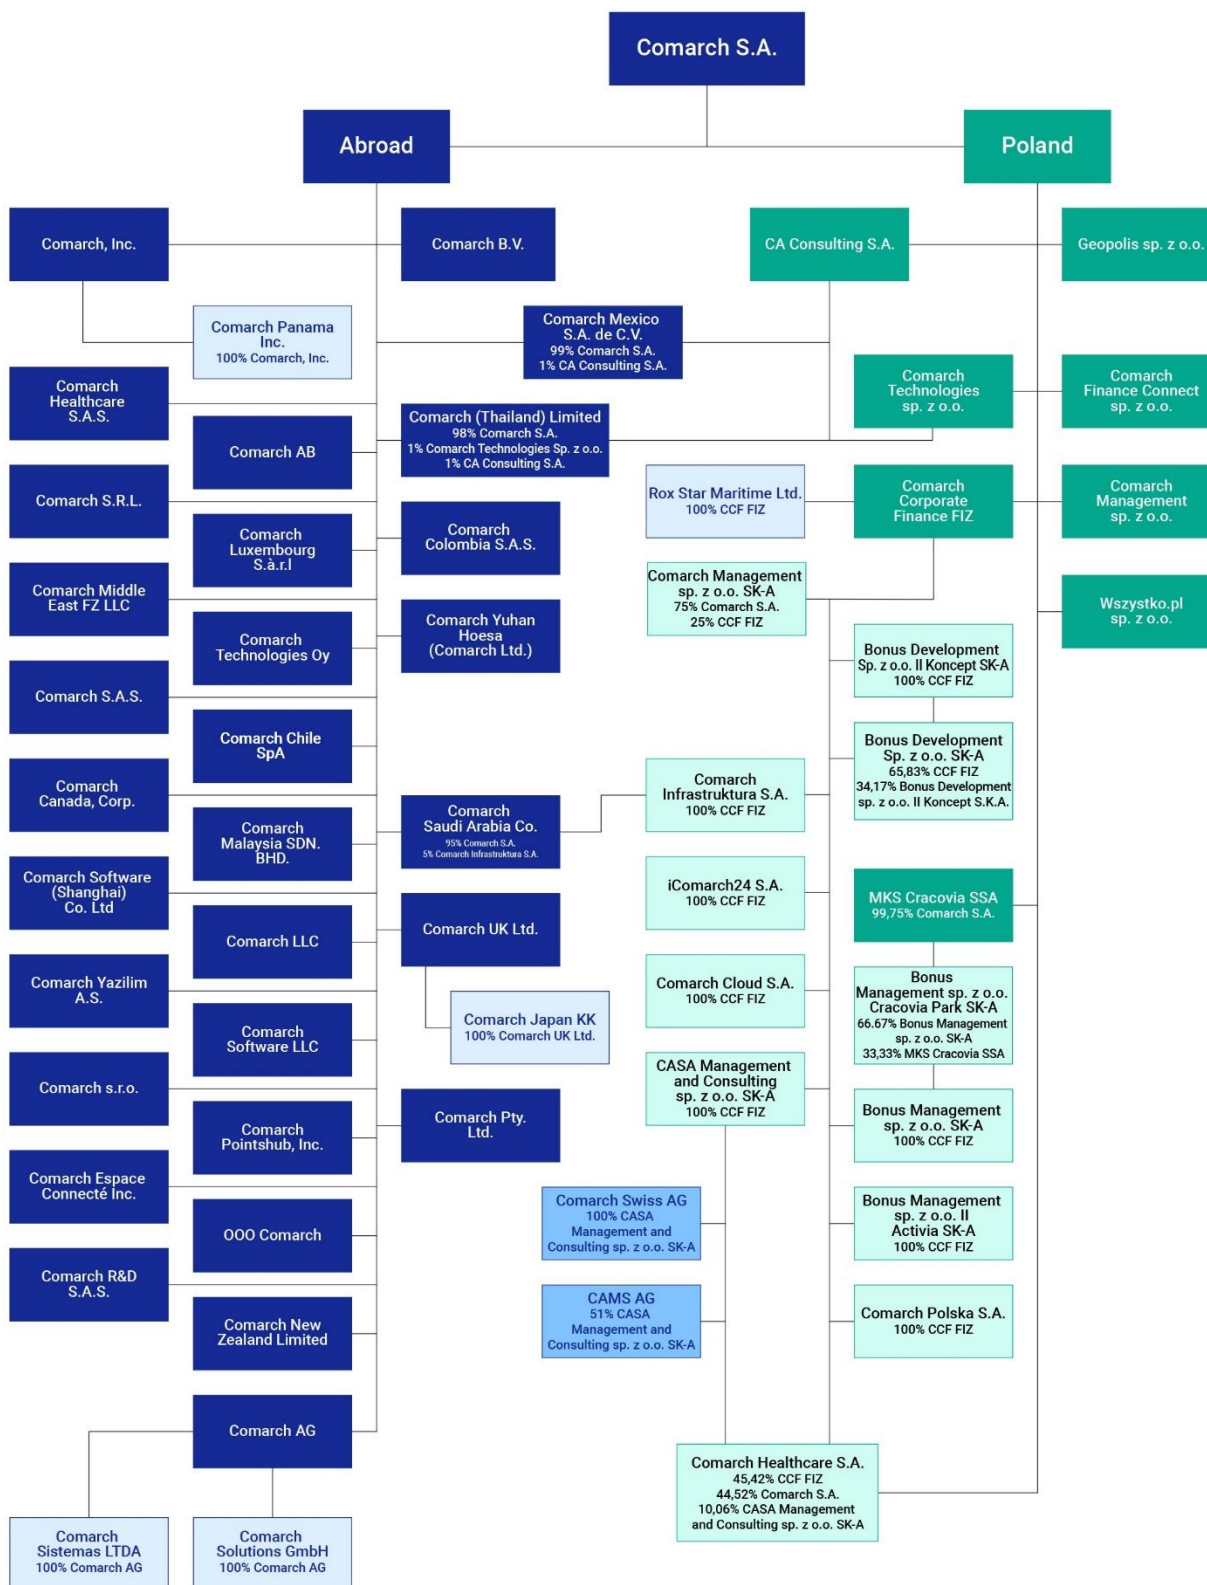 Comarch S.A.
Abroad
Poland
Comarch, Inc.
Comarch B.V.
CA Consulting S.A.
Geopolis sp. z o.o.
Comarch Panama
Inc.
100% Comarch, Inc.
Comarch Mexico
S.A. de C.V.
99% Comarch S.A.
1% CA Consulting S.A.
Comarch
Healthcare
S.A.S.
Comarch
Technologies
sp. z o.o.
Comarch
Finance Connect
sp. z o.o.
Comarch (Thailand) Limited
98% Comarch S.A.
1% Comarch Technologies Sp. z o.o.
1% CA Consulting S.A.
Comarch AB
Comarch S.R.L.
Rox Star Maritime Ltd.
100% CCF FIZ
Comarch
Corporate
Finance FIZ
Comarch
Management
sp. z o.o.
Comarch
Luxembourg
S.à.r.l
Comarch
Colombia S.A.S.
Comarch Middle
East FZ LLC
Comarch Management
sp. z o.o. SK-A
75% Comarch S.A.
25% CCF FIZ
Wszystko.pl
sp. z o.o.
Comarch
Technologies Oy
Comarch Yuhan
Hoesa
(Comarch Ltd.)
Bonus Development
Sp. z o.o. II Koncept SK-A
100% CCF FIZ
Comarch S.A.S.
Comarch Chile
SpA
Bonus Development
Sp. z o.o. SK-A
65,83% CCF FIZ
34,17% Bonus Development
sp. z o.o. II Koncept S.K.A.
Comarch
Canada, Corp.
Comarch
Infrastruktura S.A.
100% CCF FIZ
Comarch
Malaysia SDN.
BHD.
Comarch
Saudi Arabia Co.
95% Comarch S.A.
5% Comarch Infrastruktura S.A.
Comarch Software
(Shanghai)
Co. Ltd
iComarch24 S.A.
100% CCF FIZ
MKS Cracovia SSA
99,75% Comarch S.A.
Comarch LLC
Comarch UK Ltd.
Comarch Yazilim
A.S.
Comarch Cloud S.A.
100% CCF FIZ
Bonus
Management sp. z o.o.
Cracovia Park SK-A
66.67% Bonus Management
sp. z o.o. SK-A
33,33% MKS Cracovia SSA
Comarch
Software LLC
Comarch Japan KK
100% Comarch UK Ltd.
Comarch s.r.o.
CASA Management
and Consulting
sp. z o.o. SK-A
100% CCF FIZ
Comarch
Pointshub, Inc.
Comarch Pty.
Ltd.
Bonus Management
sp. z o.o. SK-A
100% CCF FIZ
Comarch Espace
Connecté Inc.
OOO Comarch
Comarch Swiss AG
100% CASA
Management and
Consulting sp. z o.o. SK-A
Bonus Management
sp. z o.o. II
Activia SK-A
100% CCF FIZ
Comarch R&D
S.A.S.
Comarch New
Zealand Limited
CAMS AG
51% CASA
Management and
Consulting sp. z o.o. SK-A
Comarch Polska S.A.
100% CCF FIZ
Comarch AG
Comarch Healthcare S.A.
45,42% CCF FIZ
44,52% Comarch S.A.
10,06% CASA Management
and Consulting sp. z o.o. SK-A
Comarch
Sistemas LTDA
100% Comarch AG
Comarch
Solutions GmbH
100% Comarch AG